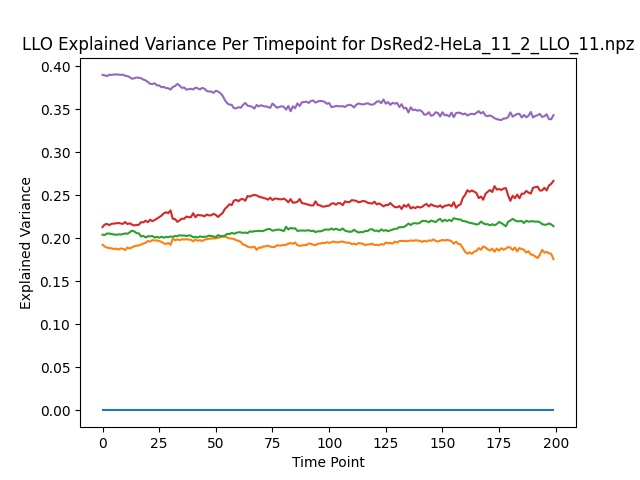 LLO Explained Variance Per Timepoint for DsRed2-HeLa_11_2_LLO_11.npz
0.40
0.35
0.30
0.25
0.20
0.15
0.10
0.05
0.00
Explained Variance
0 25 50 75 100 125 150 175 200
Time Point